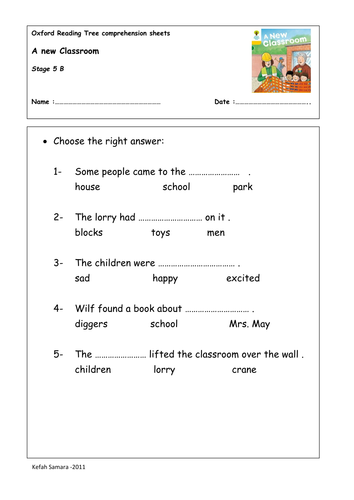 Oxford Reading Tree comprehension sheets
A new Classroom
Stage 5 B
A New
Classroom
Name :………………………………………………… Date :…………………………………..
• Choose the right answer:
1- Some people came to the …………………… .
house school park
2- The lorry had ………………………… on it .
blocks toys men
3- The children were ……………………………… .
sad happy excited
4- Wilf found a book about ………………………… .
diggers school Mrs. May
5- The …………………… lifted the classroom over the wall .
children lorry crane
Kefah Samara -2011